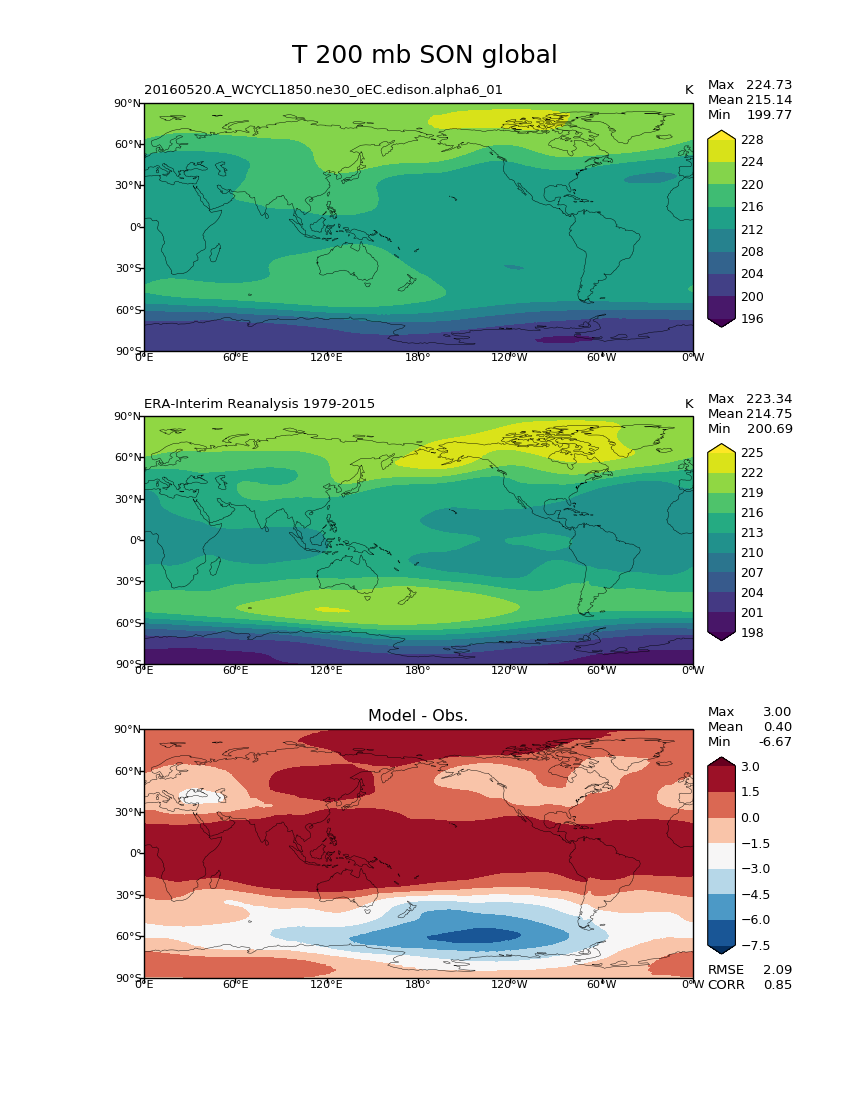 T 200 mb SON global
20160520.A_WCYCL1850.ne30_oEC.edison.alpha6_01 K
Max 224.73
Mean 215.14
Min 199.77
90°N
60°N
30°N
0°
30°S
60°S
90°S
0°E 60°E 120°E 180° 120°W 60°W 0°W
228
224
220
216
212
208
204
200
196
ERA-Interim Reanalysis 1979-2015 K
Max 223.34
Mean 214.75
Min 200.69
90°N
60°N
30°N
0°
30°S
60°S
90°S
0°E 60°E 120°E 180° 120°W 60°W 0°W
225
222
219
216
213
210
207
204
201
198
Model - Obs.
Max 3.00
Mean 0.40
Min -6.67
90°N
60°N
30°N
0°
30°S
60°S
90°S
0°E 60°E 120°E 180° 120°W 60°W 0°W
3.0
1.5
0.0
−1.5
−3.0
−4.5
−6.0
−7.5
RMSE 2.09
CORR 0.85